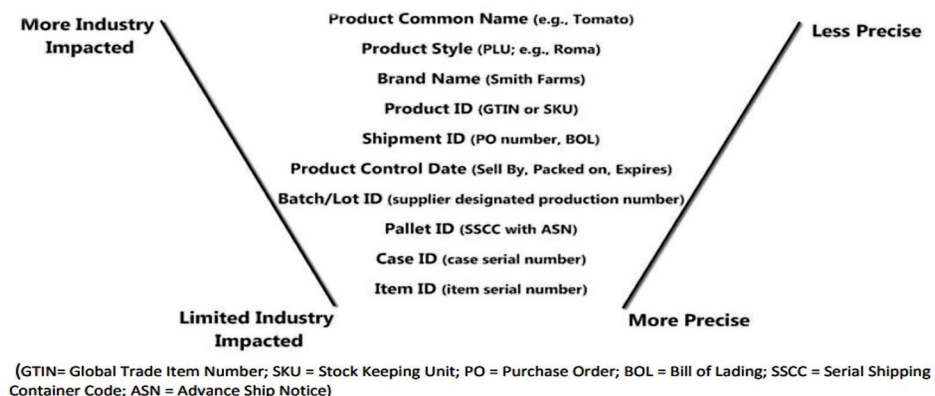 More Industry
Impacted
Product Common Name (e.g., Tomato)
Less Precise
Product Style (PLU; e.g., Roma)
Brand Name (Smith Farms)
Product ID (GTIN or SKU)
Shipment ID (PO number, BOL)
Product Control Date (Sell By, Packed on, Expires)
Batch/Lot ID (supplier designated production number)
Pallet ID (SSCC with ASN)
Case ID (case serial number)
Item ID (item serial number)
Limited Industry
Impacted
More Precise
(GTIN= Global Trade Item Number; SKU = Stock Keeping Unit; PO = Purchase Order; BOL = Bill of Lading; SSCC = Serial Shipping
Container Code; ASN = Advance Ship Notice)